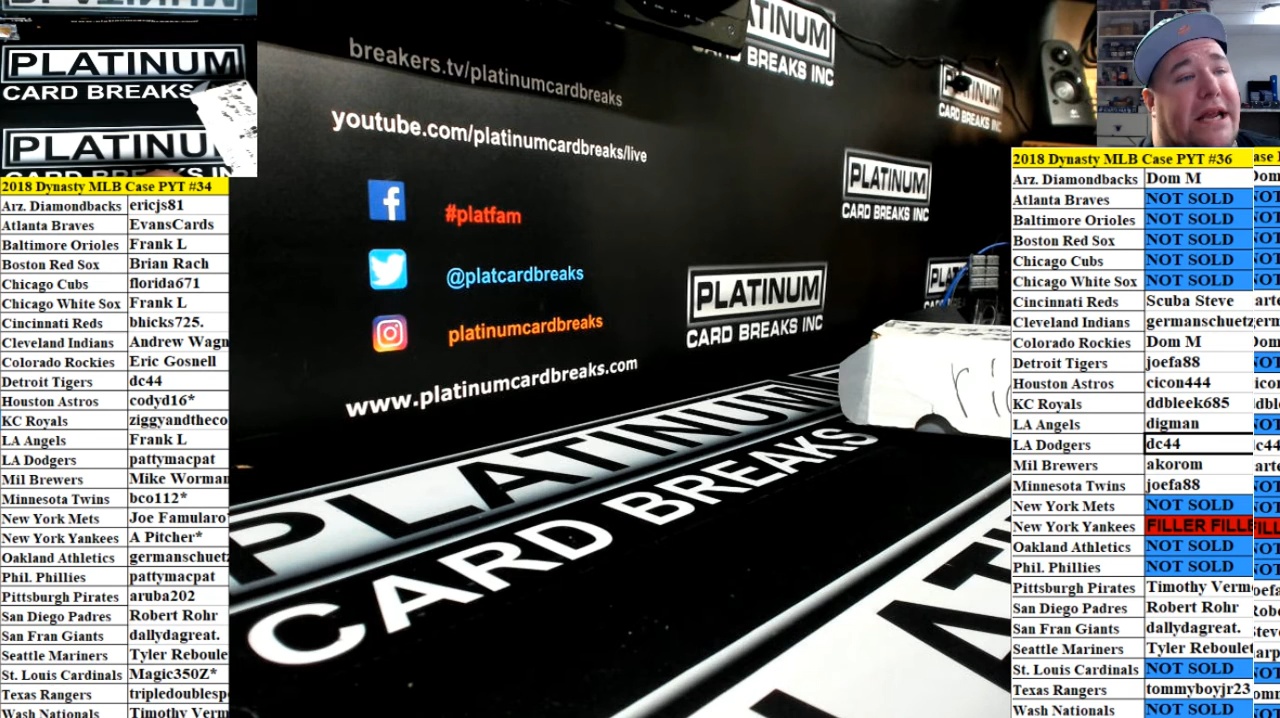 PLATINUM
CARD BREAKS
PLATINU
CARD BREAKS IN
2018 Dynasty MLB Case PYT #34
Arz. Diamondbacks ericjs81
Atlanta Braves EvansCards
Baltimore Orioles Frank L
Boston Red Sox Brian Rach
Chicago Cubs florida671
Chicago White Sox Frank L
Cincinnati Reds bhicks725.
Cleveland Indians Andrew Wagn
Colorado Rockies Eric Gosnell
Detroit Tigers dc44
Houston Astros codyd16*
KC Royals ziggyandtheco
LA Angels Frank L
LA Dodgers pattymacpat
Mil Brewers Mike Worman
Minnesota Twins bco112*
New York Mets Joe Famularo
New York Yankees A Pitcher*
Oakland Athletics germanschuetz
Phil. Phillies pattymacpat
Pittsburgh Pirates aruba202
San Diego Padres Robert Rohr
San Fran Giants dallydagreat.
Seattle Mariners Tyler Reboule
St. Louis Cardinals Magic350Z*
Texas Rangers tripledoublesp
Wash Nationals Timothy Verm
breakers.tv/platinumcardbreaks
youtube.com/platinumcardbreaks/live
#platfam
@platcardbreaks
platinumcardbreaks
www.platinumcardbreaks.com
ATINUM
CARD BREAKS INC
PLATINUM
CARD BREAKS INC
PLATINUM
CARD BREAKS INC
PLATINUM
CARD BREAKS INC
PLATINUM
CARD BREAKS
2018 Dynasty MLB Case PYT #36
Arz. Diamondbacks Dom M
Atlanta Braves NOT SOLD
Baltimore Orioles NOT SOLD
Boston Red Sox NOT SOLD
Chicago Cubs NOT SOLD
Chicago White Sox NOT SOLD
Cincinnati Reds Scuba Steve
Cleveland Indians germanschuetz
Colorado Rockies Dom M
Detroit Tigers joefa88
Houston Astros cicon444
KC Royals ddbleek685
LA Angels digman
LA Dodgers dc44
Mil Brewers akorom
Minnesota Twins joefa88
New York Mets NOT SOLD
New York Yankees FILLER FILLE
Oakland Athletics NOT SOLD
Phil. Phillies NOT SOLD
Pittsburgh Pirates Timothy Verm
San Diego Padres Robert Rohr
San Fran Giants dallydagreat.
Seattle Mariners Tyler Reboulet
St. Louis Cardinals NOT SOLD
Texas Rangers tommyboyjr23
Wash Nationals NOT SOLD